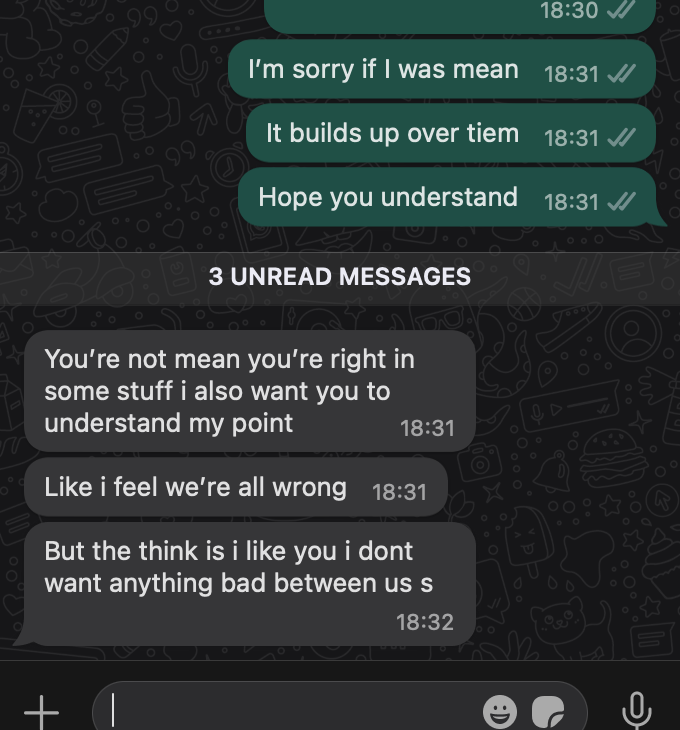 18:30
I’m sorry if I was mean 18:31
It builds up over tiem 18:31
Hope you understand 18:31
3 UNREAD MESSAGES
You’re not mean you’re right in
some stuff i also want you to
understand my point 18:31
Like i feel we’re all wrong 18:31
But the think is i like you i dont
want anything bad between us s
18:32